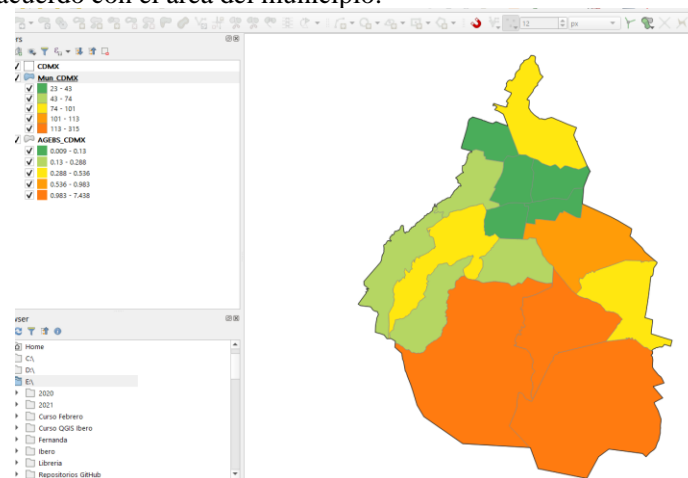 acuerdo con el área del municipio.
12
px
rs
CDMX
Mun_CDMX
23 - 43
43 - 74
74 - 101
101 - 113
113 - 315
AGEBS_CDMX
0.009 - 0.13
0.13 - 0.288
0.288 - 0.536
0.536 - 0.983
0.983 - 7.438
wser
Home
C:\
D:\
E:\
2020
2021
Curso Febrero
Curso QGIS Ibero
Fernanda
Ibero
Libreria
Repositorios GitHub